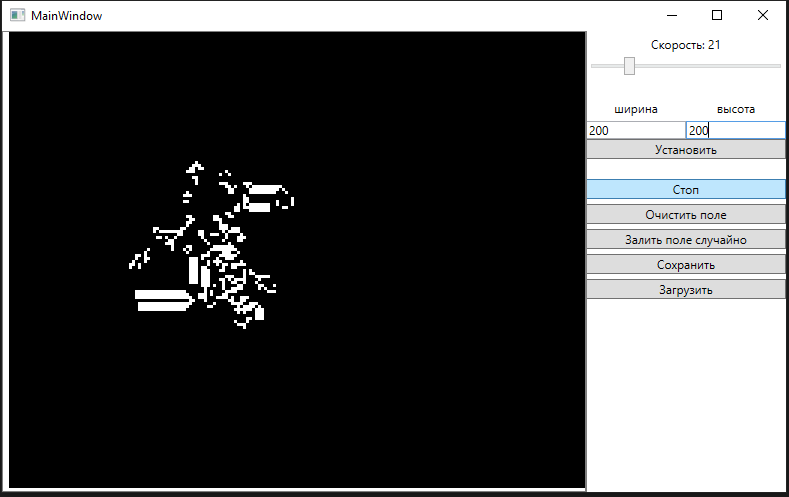 MainWindow
Скорость: 21
ширина высота
200 200
Установить
Стоп
Очистить поле
Залить поле случайно
Сохранить
Загрузить